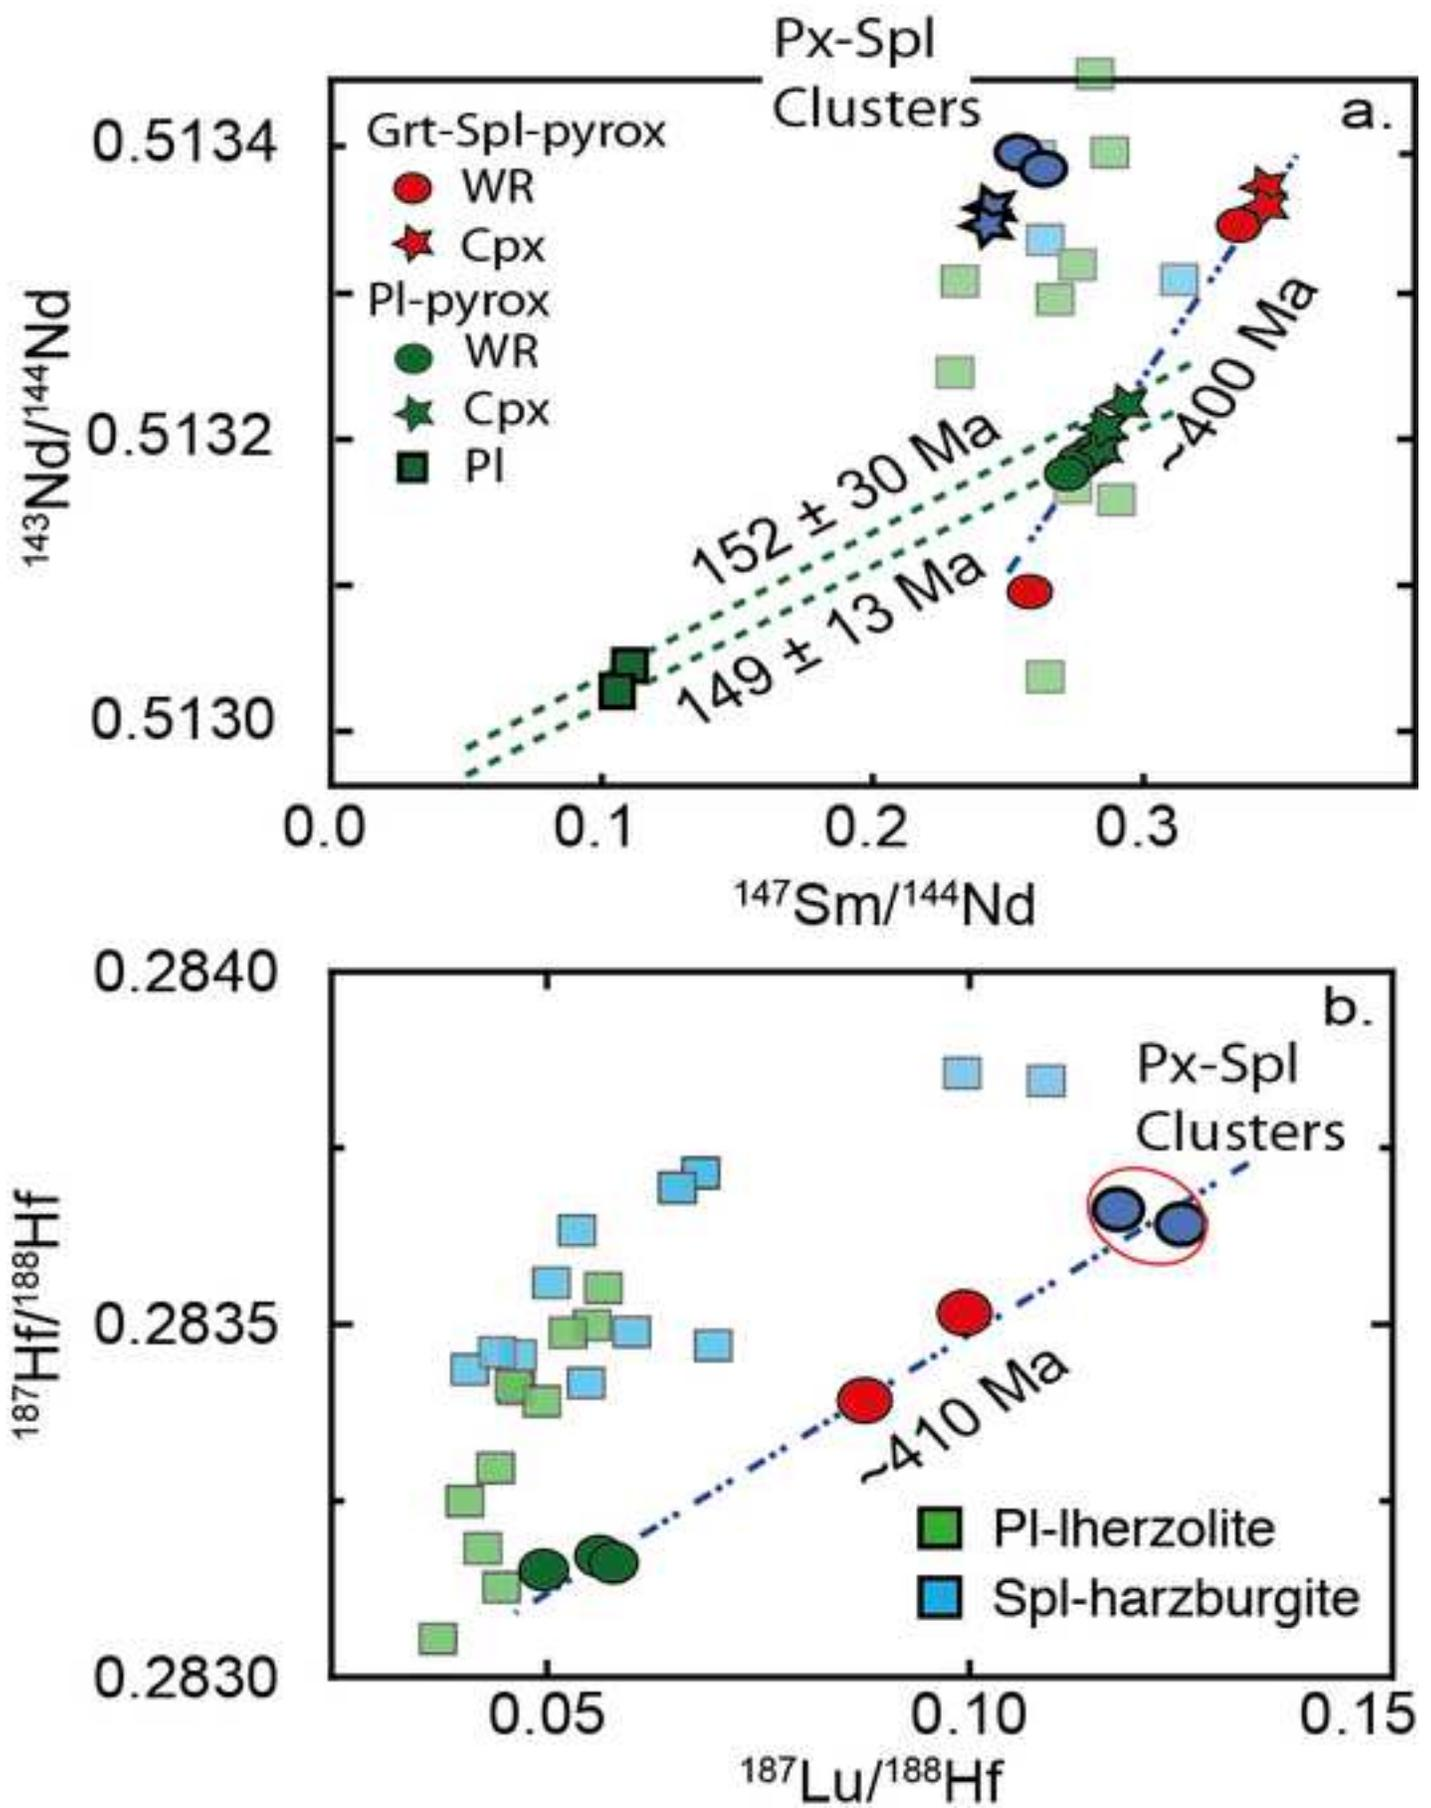 Px-Spl
Clusters
a.
Grt-Spl-pyrox
WR
Cpx
Pl-pyrox
WR
Cpx
Pl
0.5134
0.5132
0.5130
¹⁴³Nd/¹⁴⁴Nd
152 ± 30 Ma
149 ± 13 Ma
~400 Ma
0.0 0.1 0.2 0.3
¹⁴⁷Sm/¹⁴⁴Nd
b.
Px-Spl
Clusters
0.2840
0.2835
0.2830
¹⁸⁷Hf/¹⁸⁸Hf
~410 Ma
Pl-lherzolite
Spl-harzburgite
0.05 0.10 0.15
¹⁸⁷Lu/¹⁸⁸Hf